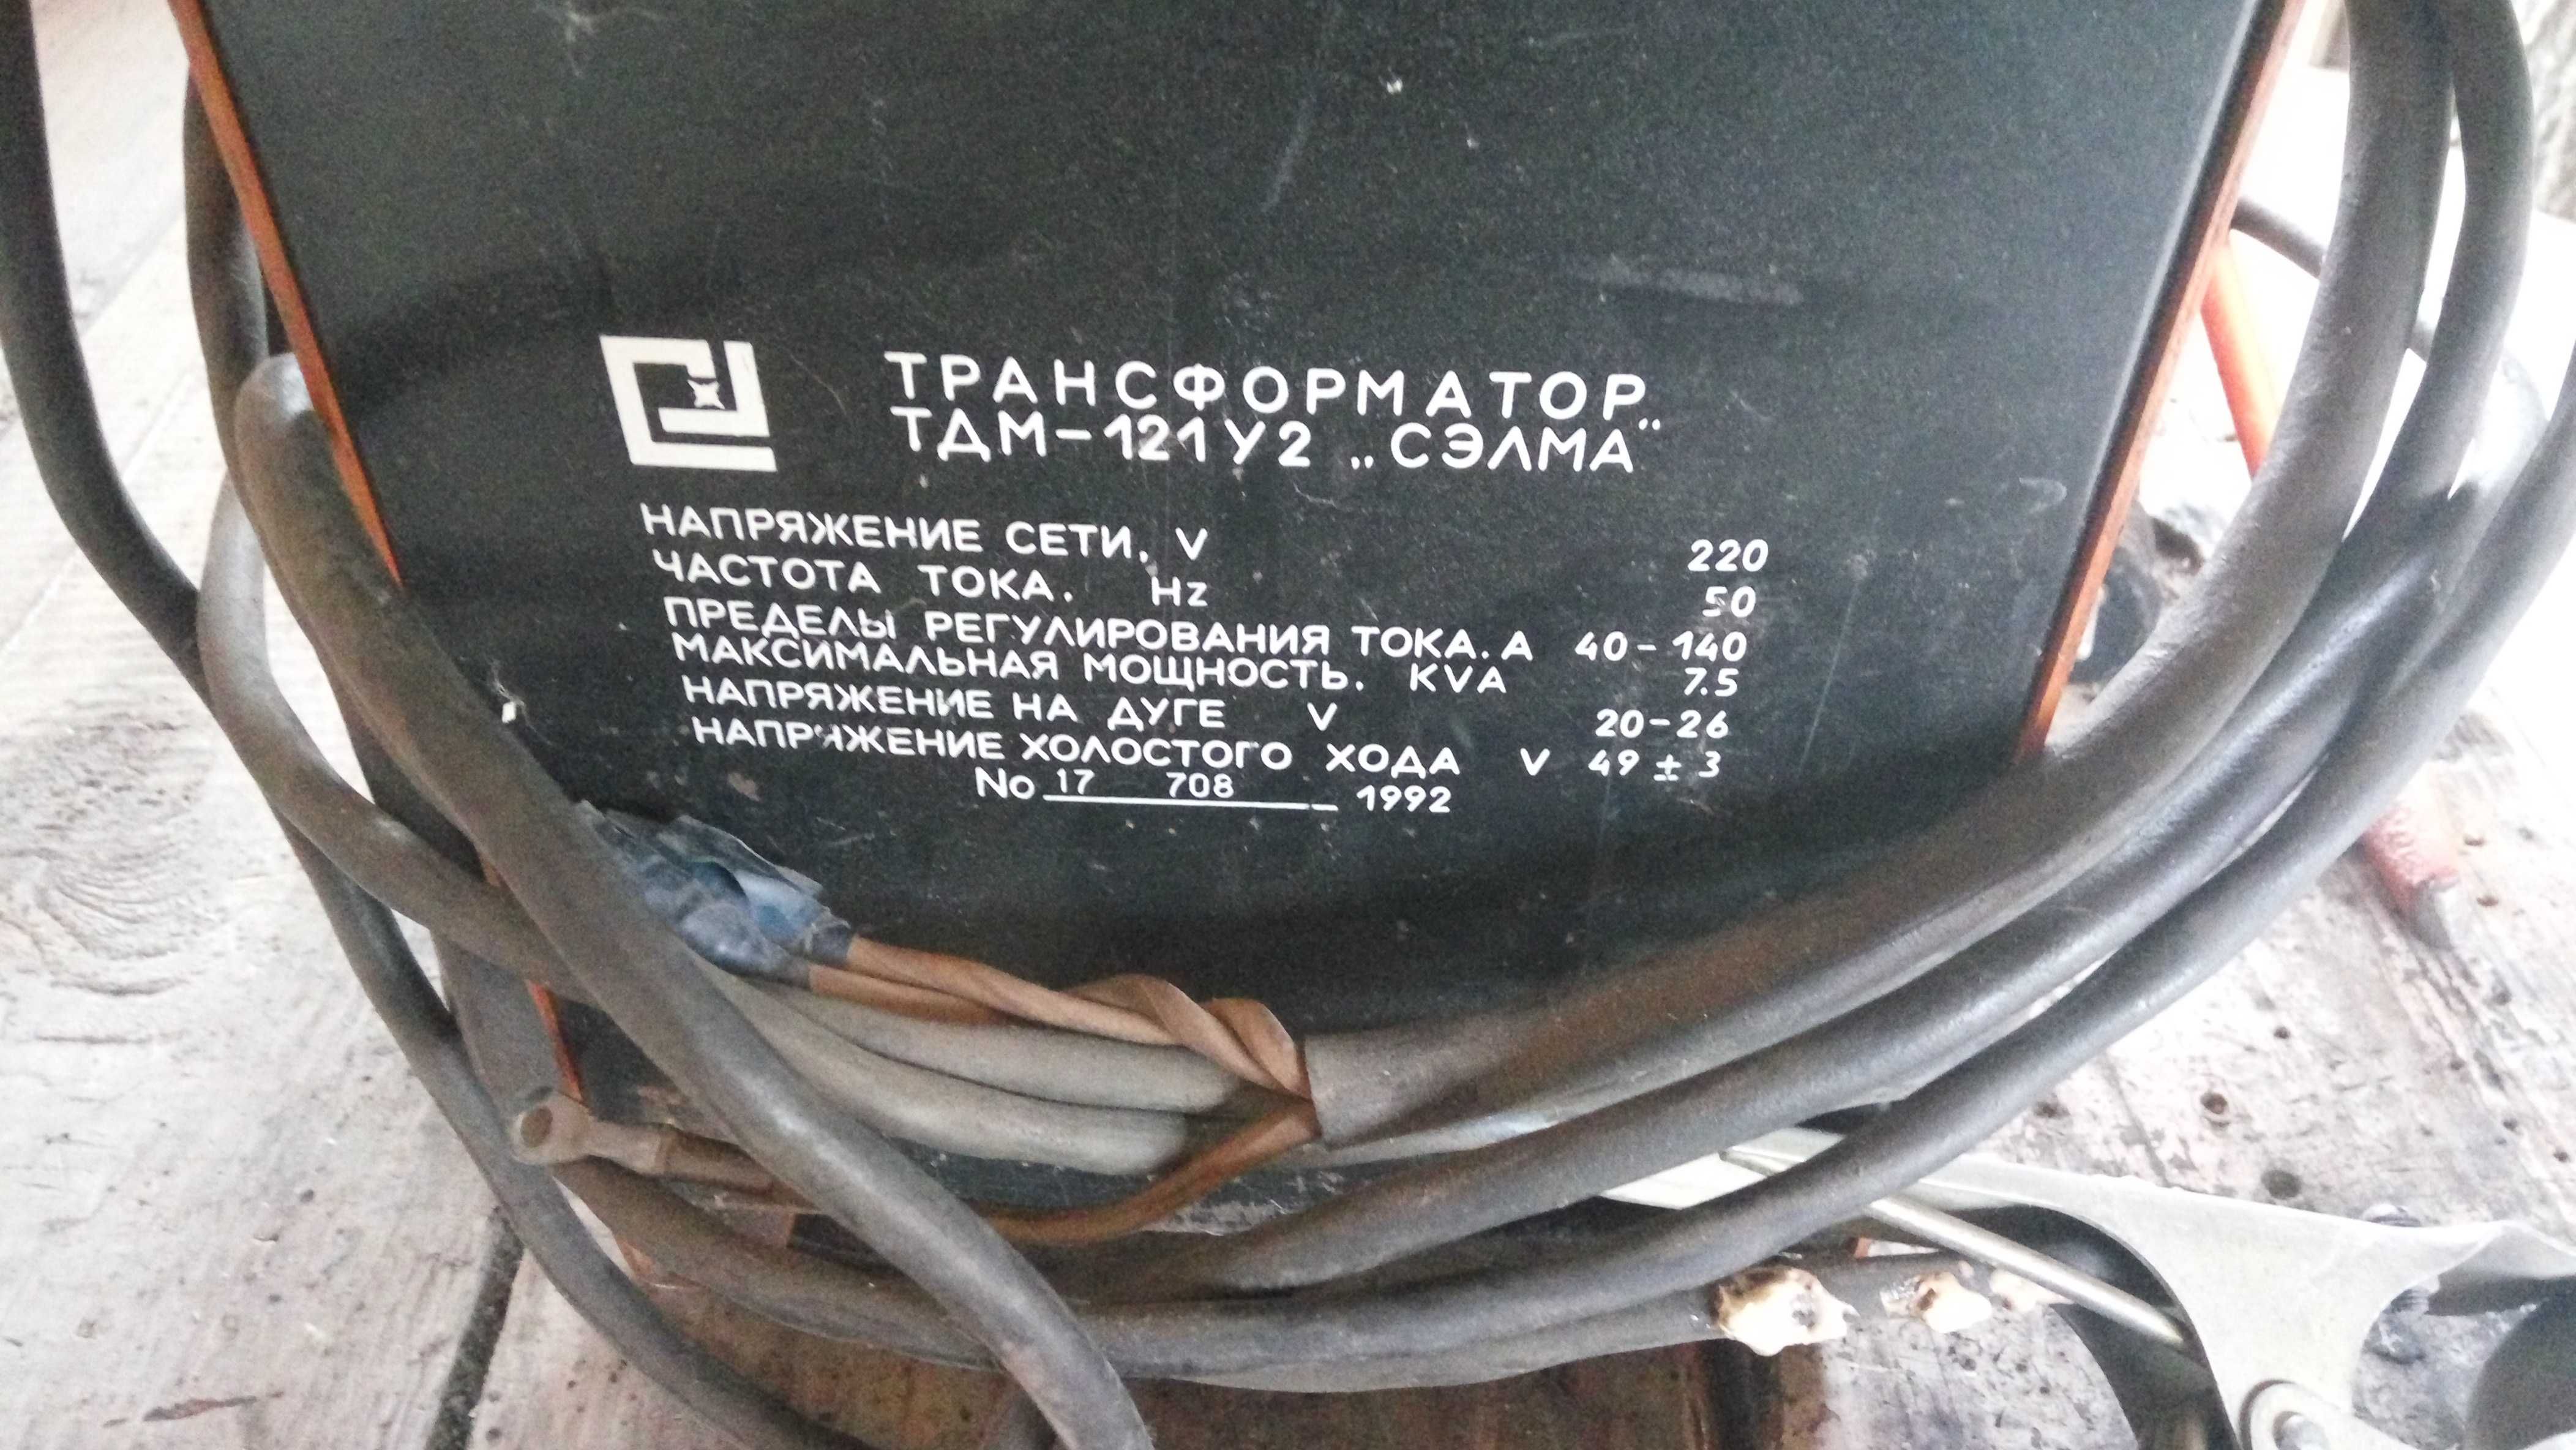 ТРАНСФОРМАТОР
ТДМ-121У2 „СЭЛМА“
НАПРЯЖЕНИЕ СЕТИ, V 220
ЧАСТОТА ТОКА. Hz 50
ПРЕДЕЛЫ РЕГУЛИРОВАНИЯ ТОКА. А 40-140
МАКСИМАЛЬНАЯ МОЩНОСТЬ. KVA 7.5
НАПРЯЖЕНИЕ НА ДУГЕ V 20-26
НАПРЯЖЕНИЕ ХОЛОСТОГО ХОДА V 49 ± 3
No 17 708 1992